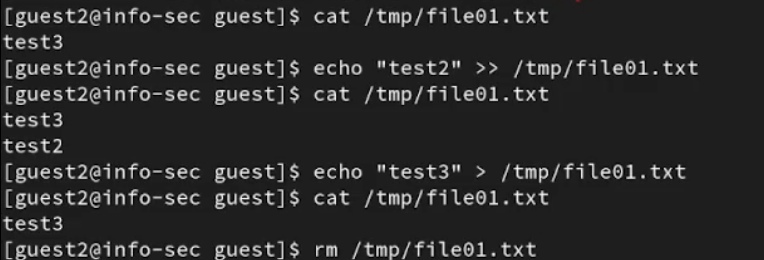 [guest2@info-sec guest]$ cat /tmp/file01.txt
test3
[guest2@info-sec guest]$ echo "test2" >> /tmp/file01.txt
[guest2@info-sec guest]$ cat /tmp/file01.txt
test3
test2
[guest2@info-sec guest]$ echo "test3" > /tmp/file01.txt
[guest2@info-sec guest]$ cat /tmp/file01.txt
test3
[guest2@info-sec guest]$ rm /tmp/file01.txt